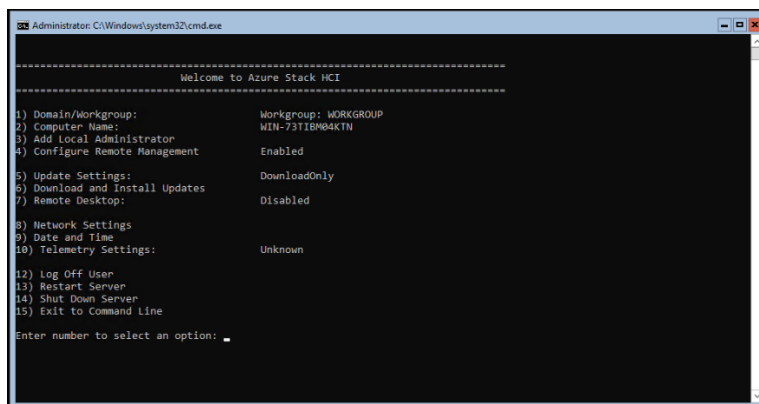 Administrator: C:\Windows\system32\cmd.exe
================================================================================
Welcome to Azure Stack HCI
================================================================================
1) Domain/Workgroup: Workgroup: WORKGROUP
2) Computer Name: WIN-73TIBM04KTN
3) Add Local Administrator
4) Configure Remote Management Enabled
5) Update Settings: DownloadOnly
6) Download and Install Updates
7) Remote Desktop: Disabled
8) Network Settings
9) Date and Time
10) Telemetry Settings: Unknown
12) Log Off User
13) Restart Server
14) Shut Down Server
15) Exit to Command Line
Enter number to select an option: